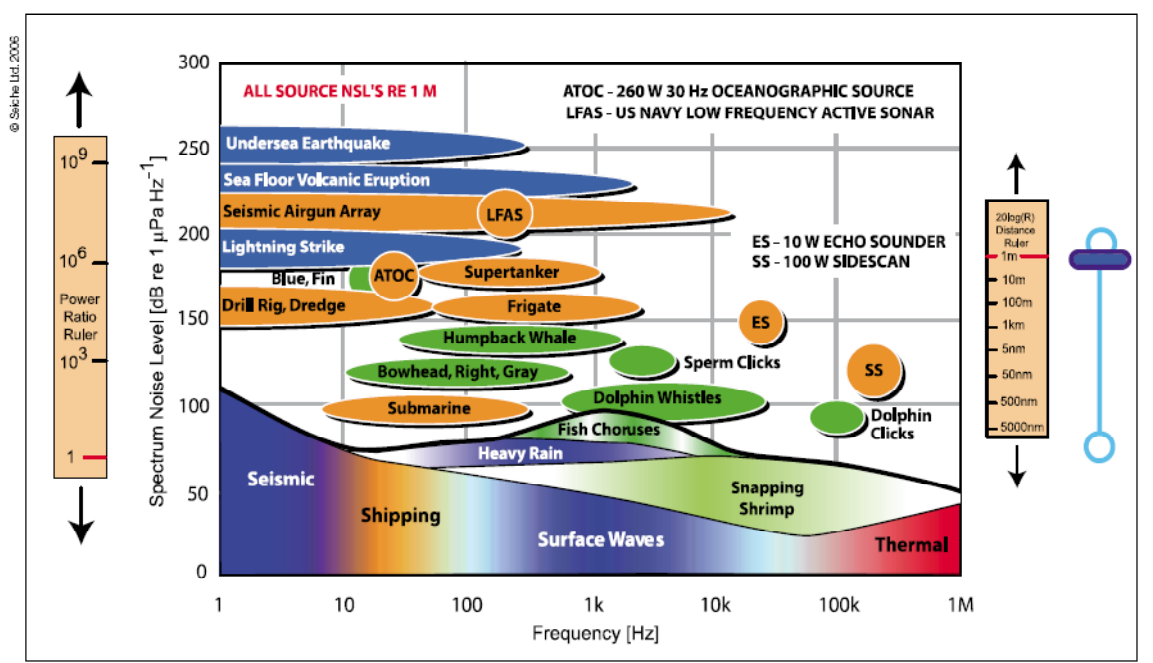 © Seiche Ltd. 2006
10⁹
10⁶
Power
Ratio
Ruler
10³
1
Spectrum Noise Level [dB re 1 µPa Hz⁻¹]
300
250
200
150
100
50
0
ALL SOURCE NSL'S RE 1 M
ATOC - 260 W 30 Hz OCEANOGRAPHIC SOURCE
LFAS - US NAVY LOW FREQUENCY ACTIVE SONAR
Undersea Earthquake
Sea Floor Volcanic Eruption
Seismic Airgun Array
LFAS
Lightning Strike
ES - 10 W ECHO SOUNDER
SS - 100 W SIDESCAN
Blue, Fin
ATOC
Supertanker
Drill Rig, Dredge
Frigate
ES
Humpback Whale
Sperm Clicks
Bowhead, Right, Gray
SS
Dolphin Whistles
Submarine
Dolphin
Clicks
Fish Choruses
Heavy Rain
Seismic
Snapping
Shrimp
Shipping
Surface Waves
Thermal
1
10
100
1k
10k
100k
1M
Frequency [Hz]
20log(R)
Distance
Ruler
1m
10m
100m
1km
5nm
50nm
500nm
5000nm